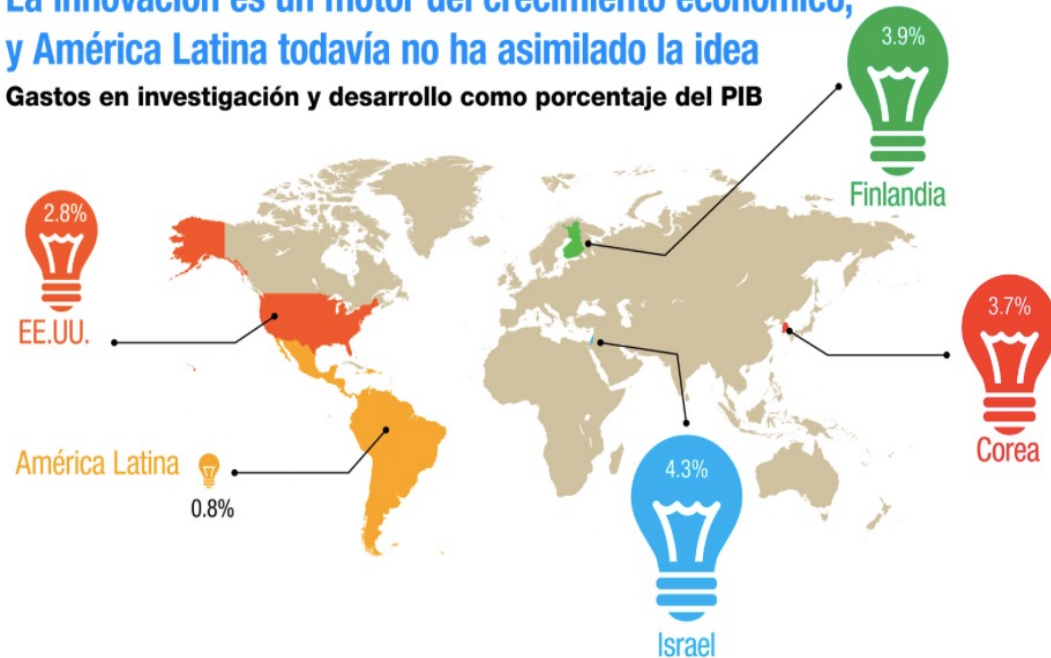 La innovación es un motor del crecimiento económico,
y América Latina todavía no ha asimilado la idea
Gastos en investigación y desarrollo como porcentaje del PIB
3.9%
Finlandia
2.8%
EE.UU.
3.7%
Corea
América Latina
0.8%
4.3%
Israel